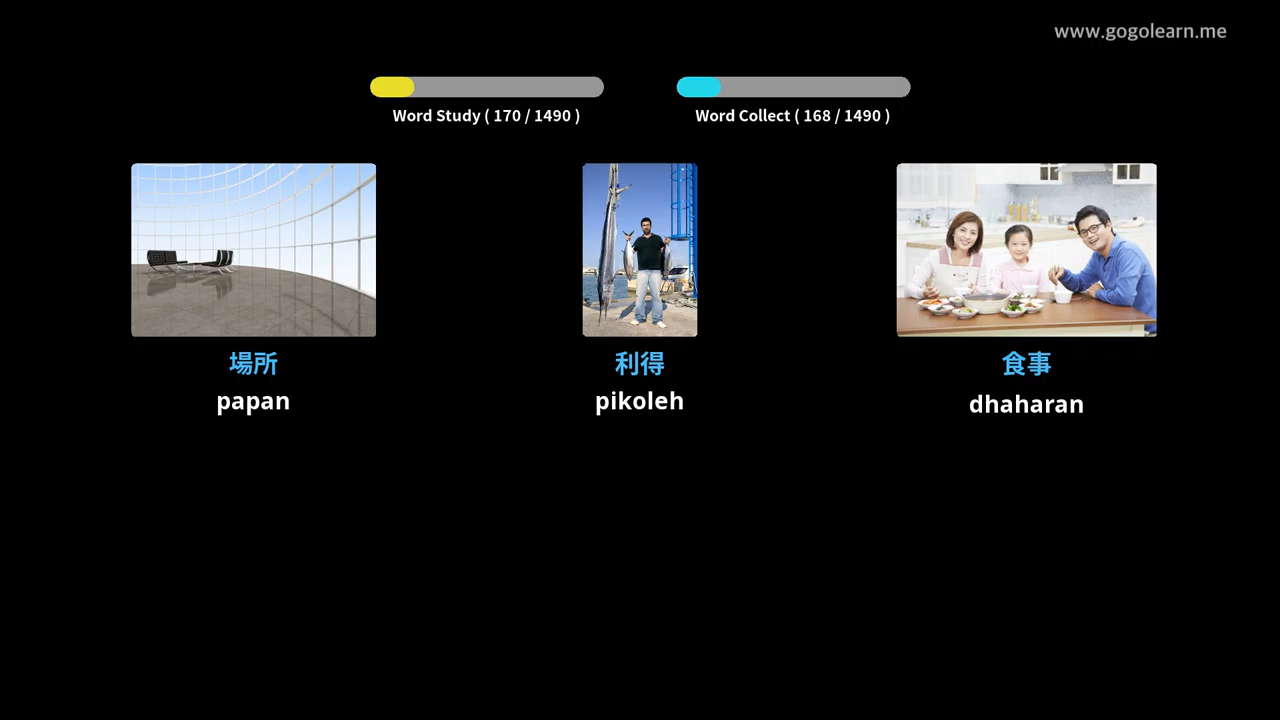 www.gogolearn.me
Word Study ( 170 / 1490 )
Word Collect ( 168 / 1490 )
場所
papan
利得
pikoleh
食事
dhaharan